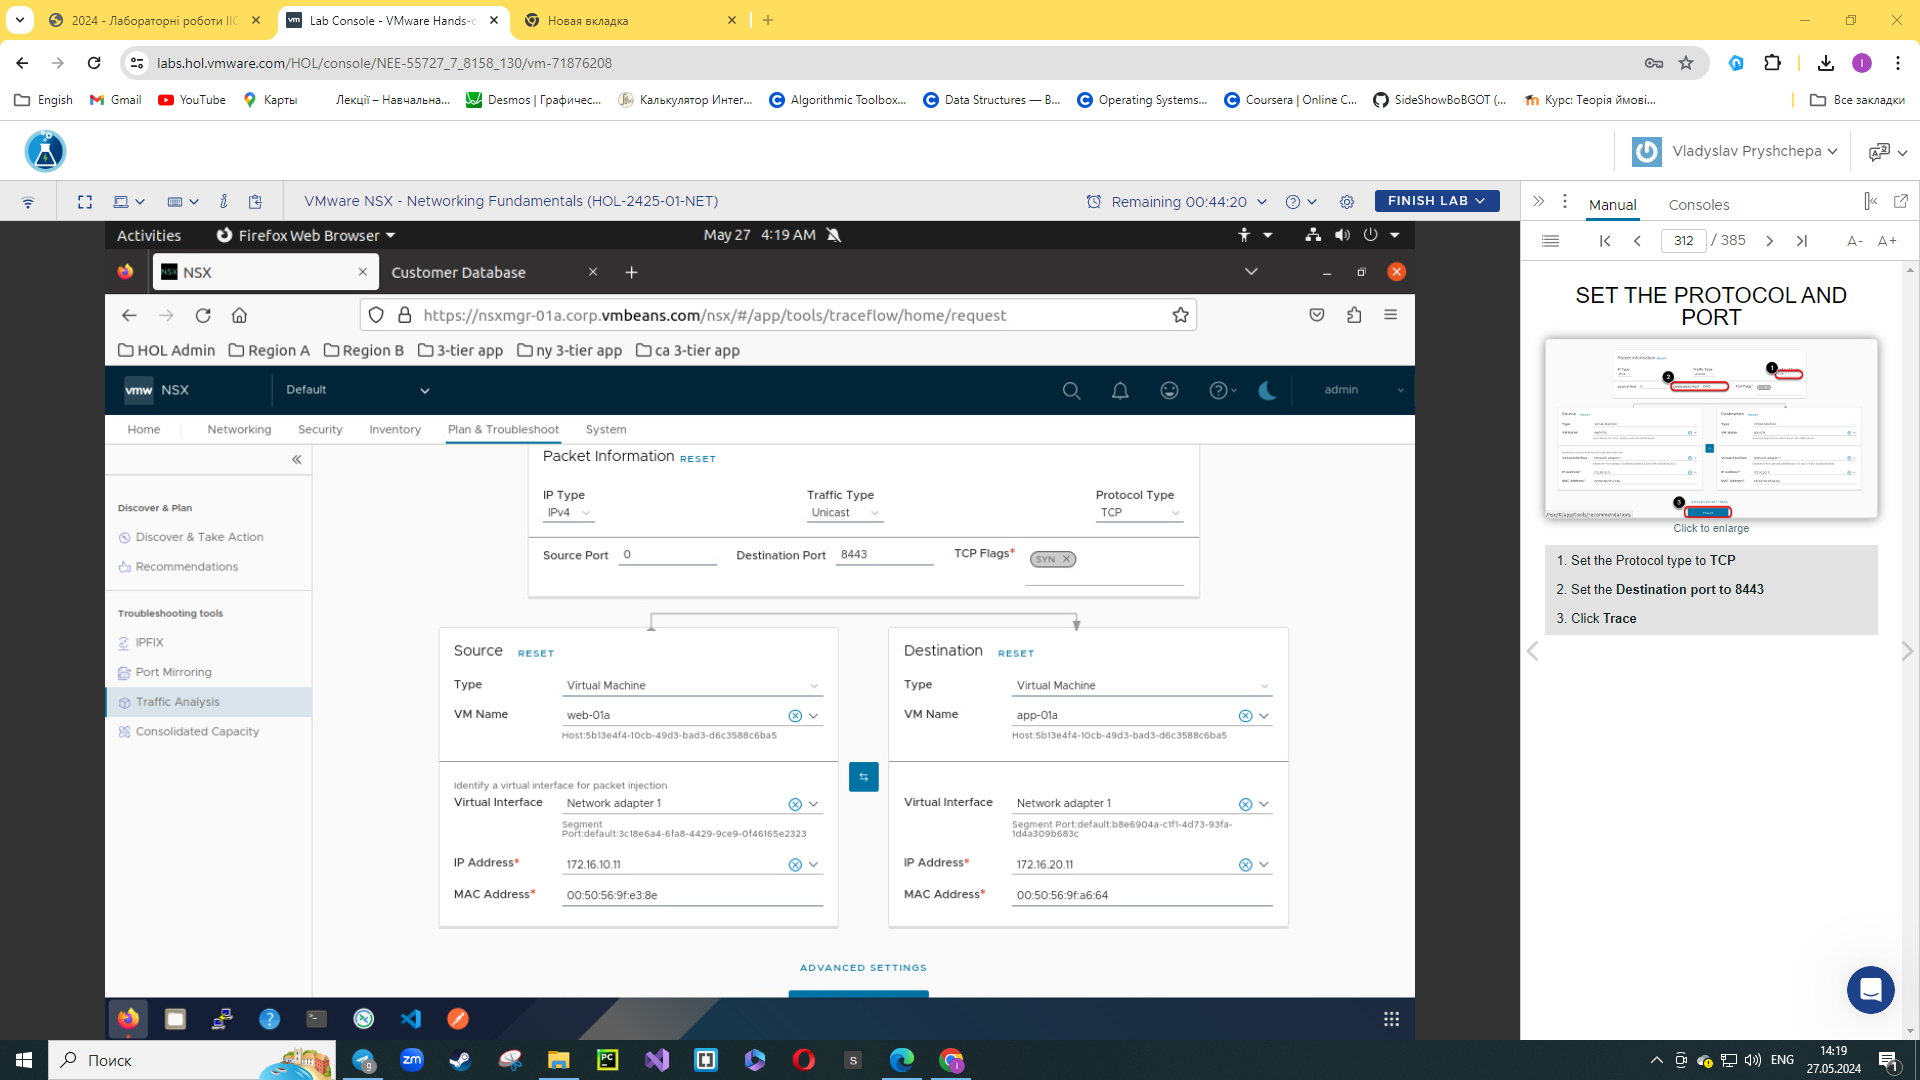 2024 - Лабораторні роботи ІІС
Lab Console - VMware Hands-o
Новая вкладка
labs.hol.vmware.com/HOL/console/NEE-55727_7_8158_130/vm-71876208
Engish
Gmail
YouTube
Карты
Лекції – Навчальна...
Desmos | Графичес...
Калькулятор Интег...
Algorithmic Toolbox...
Data Structures — В...
Operating Systems...
Coursera | Online C...
SideShowBoBGOT (...
Курс: Теорія ймові...
Все закладки
Vladyslav Pryshchepa
VMware NSX - Networking Fundamentals (HOL-2425-01-NET)
Remaining 00:44:20
FINISH LAB
Manual
Consoles
312 / 385
A-
A+
Activities
Firefox Web Browser
May 27 4:19 AM
NSX
Customer Database
https://nsxmgr-01a.corp.vmbeans.com/nsx/#/app/tools/traceflow/home/request
HOL Admin
Region A
Region B
3-tier app
ny 3-tier app
ca 3-tier app
vmw NSX
Default
admin
Home
Networking
Security
Inventory
Plan & Troubleshoot
System
Discover & Plan
Discover & Take Action
Recommendations
Troubleshooting tools
IPFIX
Port Mirroring
Traffic Analysis
Consolidated Capacity
Packet Information RESET
IP Type
IPv4
Traffic Type
Unicast
Protocol Type
TCP
Source Port 0
Destination Port 8443
TCP Flags*
SYN
Source RESET
Type Virtual Machine
VM Name web-01a
Host:5b13e4f4-10cb-49d3-bad3-d6c3588c6ba5
Identify a virtual interface for packet injection
Virtual Interface Network adapter 1
Segment
Port:default:3c18e6a4-6fa8-4429-9ce9-0f46165e2323
IP Address* 172.16.10.11
MAC Address* 00:50:56:9f:e3:8e
Destination RESET
Type Virtual Machine
VM Name app-01a
Host:5b13e4f4-10cb-49d3-bad3-d6c3588c6ba5
Virtual Interface Network adapter 1
Segment Port:default:b8e6904a-c1f1-4d73-93fa-
1d4a309b683c
IP Address* 172.16.20.11
MAC Address* 00:50:56:9f:a6:64
ADVANCED SETTINGS
SET THE PROTOCOL AND
PORT
Click to enlarge
1. Set the Protocol type to TCP
2. Set the Destination port to 8443
3. Click Trace
Поиск
ENG
14:19
27.05.2024